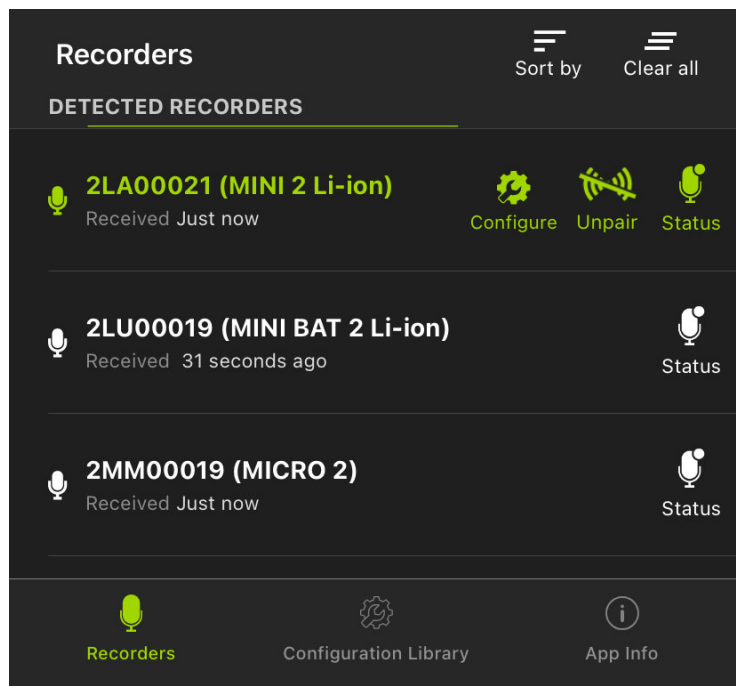 Recorders
Sort by
Clear all
DETECTED RECORDERS
2LA00021 (MINI 2 Li-ion)
Received Just now
Configure
Unpair
Status
2LU00019 (MINI BAT 2 Li-ion)
Received 31 seconds ago
Status
2MM00019 (MICRO 2)
Received Just now
Status
Recorders
Configuration Library
App Info